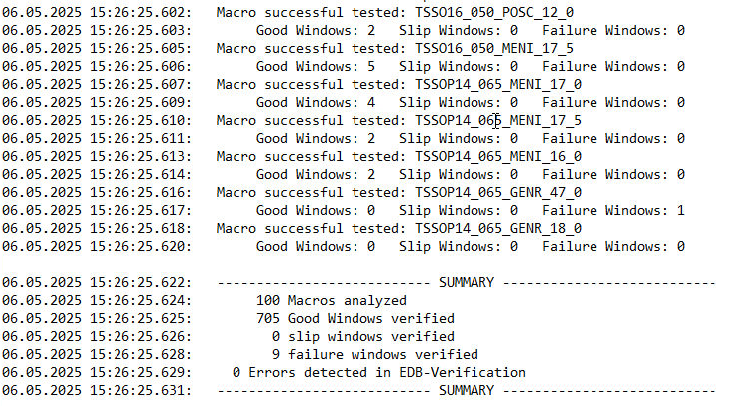 06.05.2025 15:26:25.602: Macro successful tested: TSSO16_050_POSC_12_0
06.05.2025 15:26:25.603: Good Windows: 2 Slip Windows: 0 Failure Windows: 0
06.05.2025 15:26:25.605: Macro successful tested: TSSO16_050_MENI_17_5
06.05.2025 15:26:25.606: Good Windows: 5 Slip Windows: 0 Failure Windows: 0
06.05.2025 15:26:25.607: Macro successful tested: TSSOP14_065_MENI_17_0
06.05.2025 15:26:25.609: Good Windows: 4 Slip Windows: 0 Failure Windows: 0
06.05.2025 15:26:25.610: Macro successful tested: TSSOP14_065_MENI_17_5
06.05.2025 15:26:25.611: Good Windows: 2 Slip Windows: 0 Failure Windows: 0
06.05.2025 15:26:25.613: Macro successful tested: TSSOP14_065_MENI_16_0
06.05.2025 15:26:25.614: Good Windows: 2 Slip Windows: 0 Failure Windows: 0
06.05.2025 15:26:25.616: Macro successful tested: TSSOP14_065_GENR_47_0
06.05.2025 15:26:25.617: Good Windows: 0 Slip Windows: 0 Failure Windows: 1
06.05.2025 15:26:25.618: Macro successful tested: TSSOP14_065_GENR_18_0
06.05.2025 15:26:25.620: Good Windows: 0 Slip Windows: 0 Failure Windows: 0
06.05.2025 15:26:25.622: --------------------------- SUMMARY ---------------------------
06.05.2025 15:26:25.624: 100 Macros analyzed
06.05.2025 15:26:25.625: 705 Good Windows verified
06.05.2025 15:26:25.626: 0 slip windows verified
06.05.2025 15:26:25.628: 9 failure windows verified
06.05.2025 15:26:25.629: 0 Errors detected in EDB-Verification
06.05.2025 15:26:25.631: --------------------------- SUMMARY ---------------------------